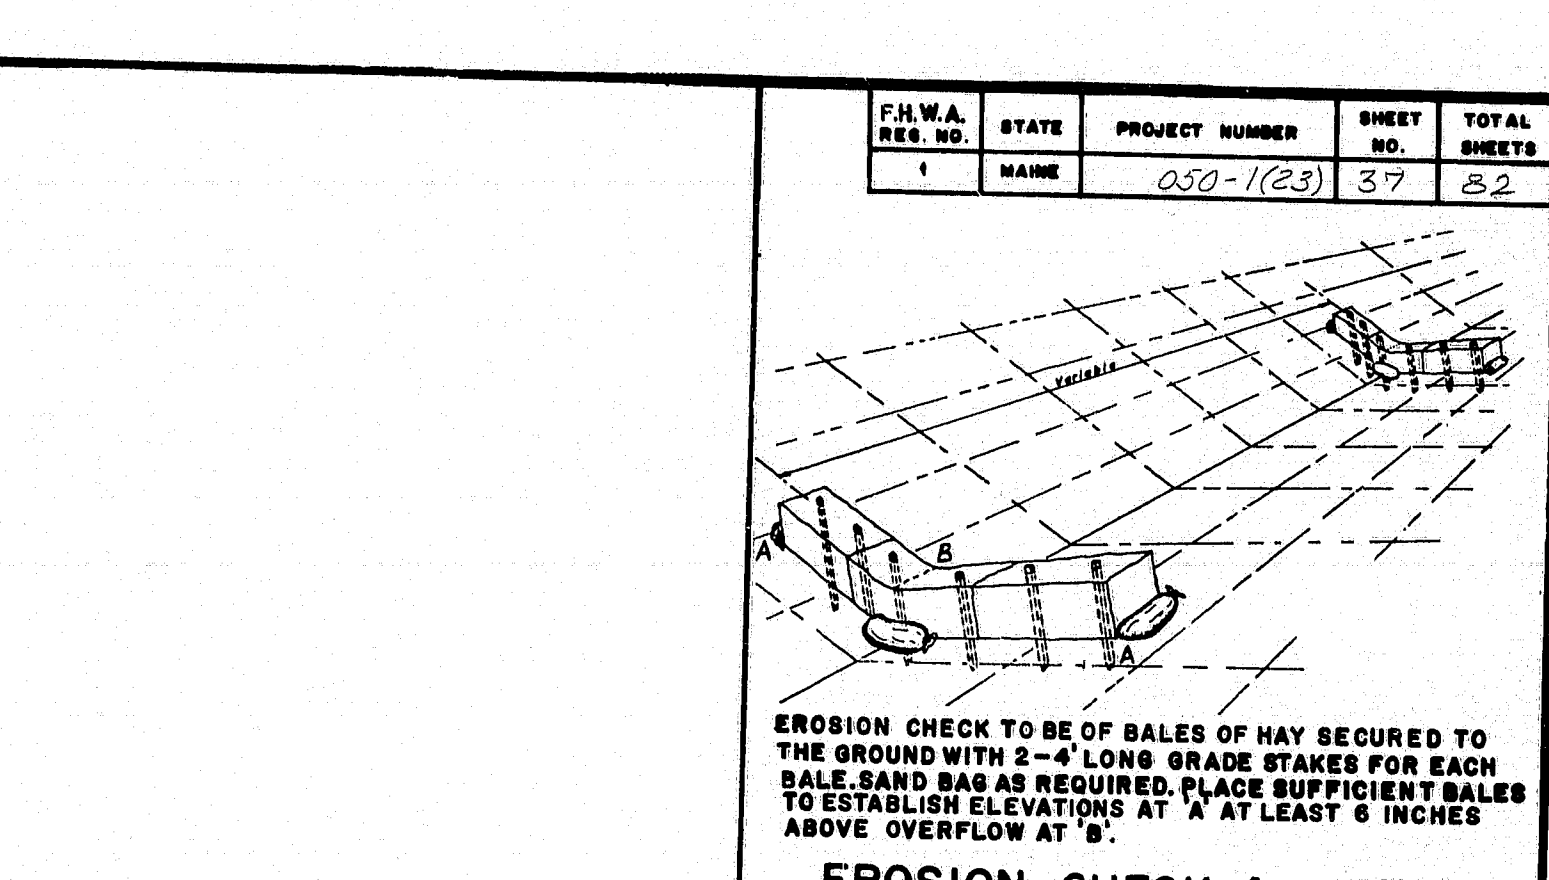 F.H.W.A.
REG. NO.
STATE
PROJECT NUMBER
SHEET
NO.
TOTAL
SHEETS
1
MAINE
050-1(23)
37
82
Variable
A
B
A
EROSION CHECK TO BE OF BALES OF HAY SECURED TO
THE GROUND WITH 2-4' LONG GRADE STAKES FOR EACH
BALE. SAND BAG AS REQUIRED. PLACE SUFFICIENT BALES
TO ESTABLISH ELEVATIONS AT 'A' AT LEAST 6 INCHES
ABOVE OVERFLOW AT 'B'.
EROSION CHECK